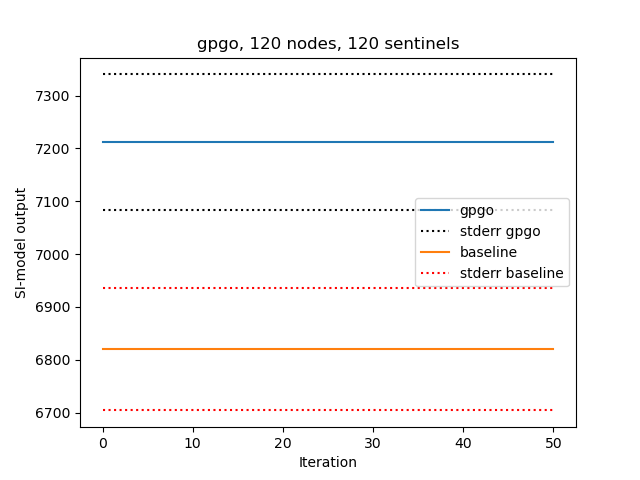 gpgo, 120 nodes, 120 sentinels
SI-model output
7300
7200
7100
7000
6900
6800
6700
gpgo
stderr gpgo
baseline
stderr baseline
0 10 20 30 40 50
Iteration